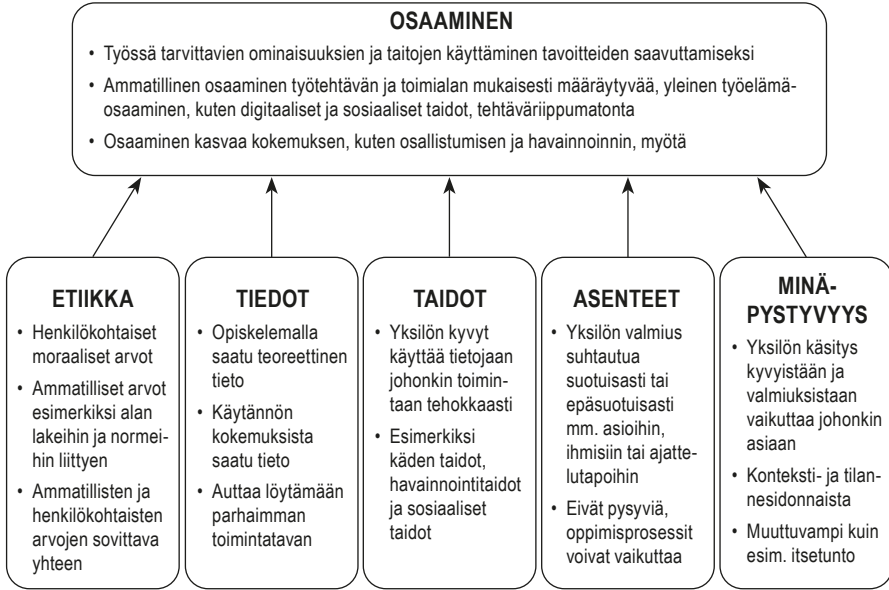 OSAAMINEN
• Työssä tarvittavien ominaisuuksien ja taitojen käyttäminen tavoitteiden saavuttamiseksi
• Ammatillinen osaaminen työtehtävän ja toimialan mukaisesti määräytyvää, yleinen työelämä-
osaaminen, kuten digitaaliset ja sosiaaliset taidot, tehtäväriippumatonta
• Osaaminen kasvaa kokemuksen, kuten osallistumisen ja havainnoinnin, myötä
ETIIKKA
• Henkilökohtaiset
moraaliset arvot
• Ammatilliset arvot
esimerkiksi alan
lakeihin ja normei-
hin liittyen
• Ammatillisten ja
henkilökohtaisten
arvojen sovittava
yhteen
TIEDOT
• Opiskelemalla
saatu teoreettinen
tieto
• Käytännön
kokemuksista
saatu tieto
• Auttaa löytämään
parhaimman
toimintatavan
TAIDOT
• Yksilön kyvyt
käyttää tietojaan
johonkin toimin-
taan tehokkaasti
• Esimerkiksi
käden taidot,
havainnointitaidot
ja sosiaaliset
taidot
ASENTEET
• Yksilön valmius
suhtautua
suotuisasti tai
epäsuotuisasti
mm. asioihin,
ihmisiin tai ajatte-
lutapoihin
• Eivät pysyviä,
oppimisprosessit
voivat vaikuttaa
MINÄ-
PYSTYVYYS
• Yksilön käsitys
kyvyistään ja
valmiuksistaan
vaikuttaa johonkin
asiaan
• Konteksti- ja tilan-
nesidonnaista
• Muuttuvampi kuin
esim. itsetunto